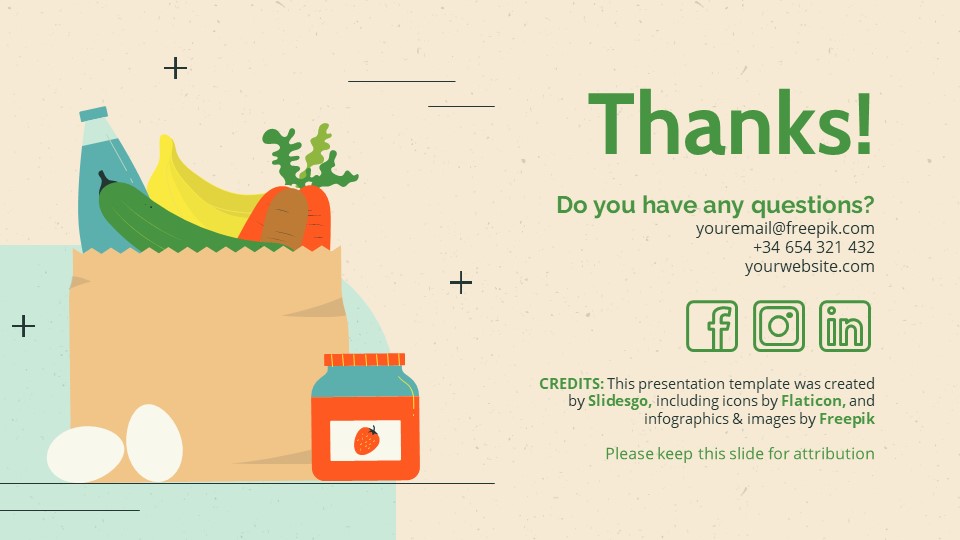 Thanks!
Do you have any questions?
youremail@freepik.com
+34 654 321 432
yourwebsite.com
CREDITS: This presentation template was created
by Slidesgo, including icons by Flaticon, and
infographics & images by Freepik
Please keep this slide for attribution